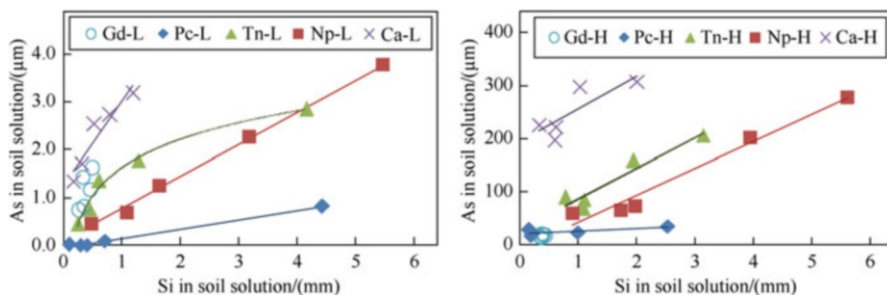 4.0
3.0
2.0
1.0
0.0
As in soil solution/(µm)
Gd-L Pc-L Tn-L Np-L Ca-L
0 1 2 3 4 5 6
Si in soil solution/(mm)
400
300
200
100
0
As in soil solution/(µm)
Gd-H Pc-H Tn-H Np-H Ca-H
0 1 2 3 4 5 6
Si in soil solution/(mm)